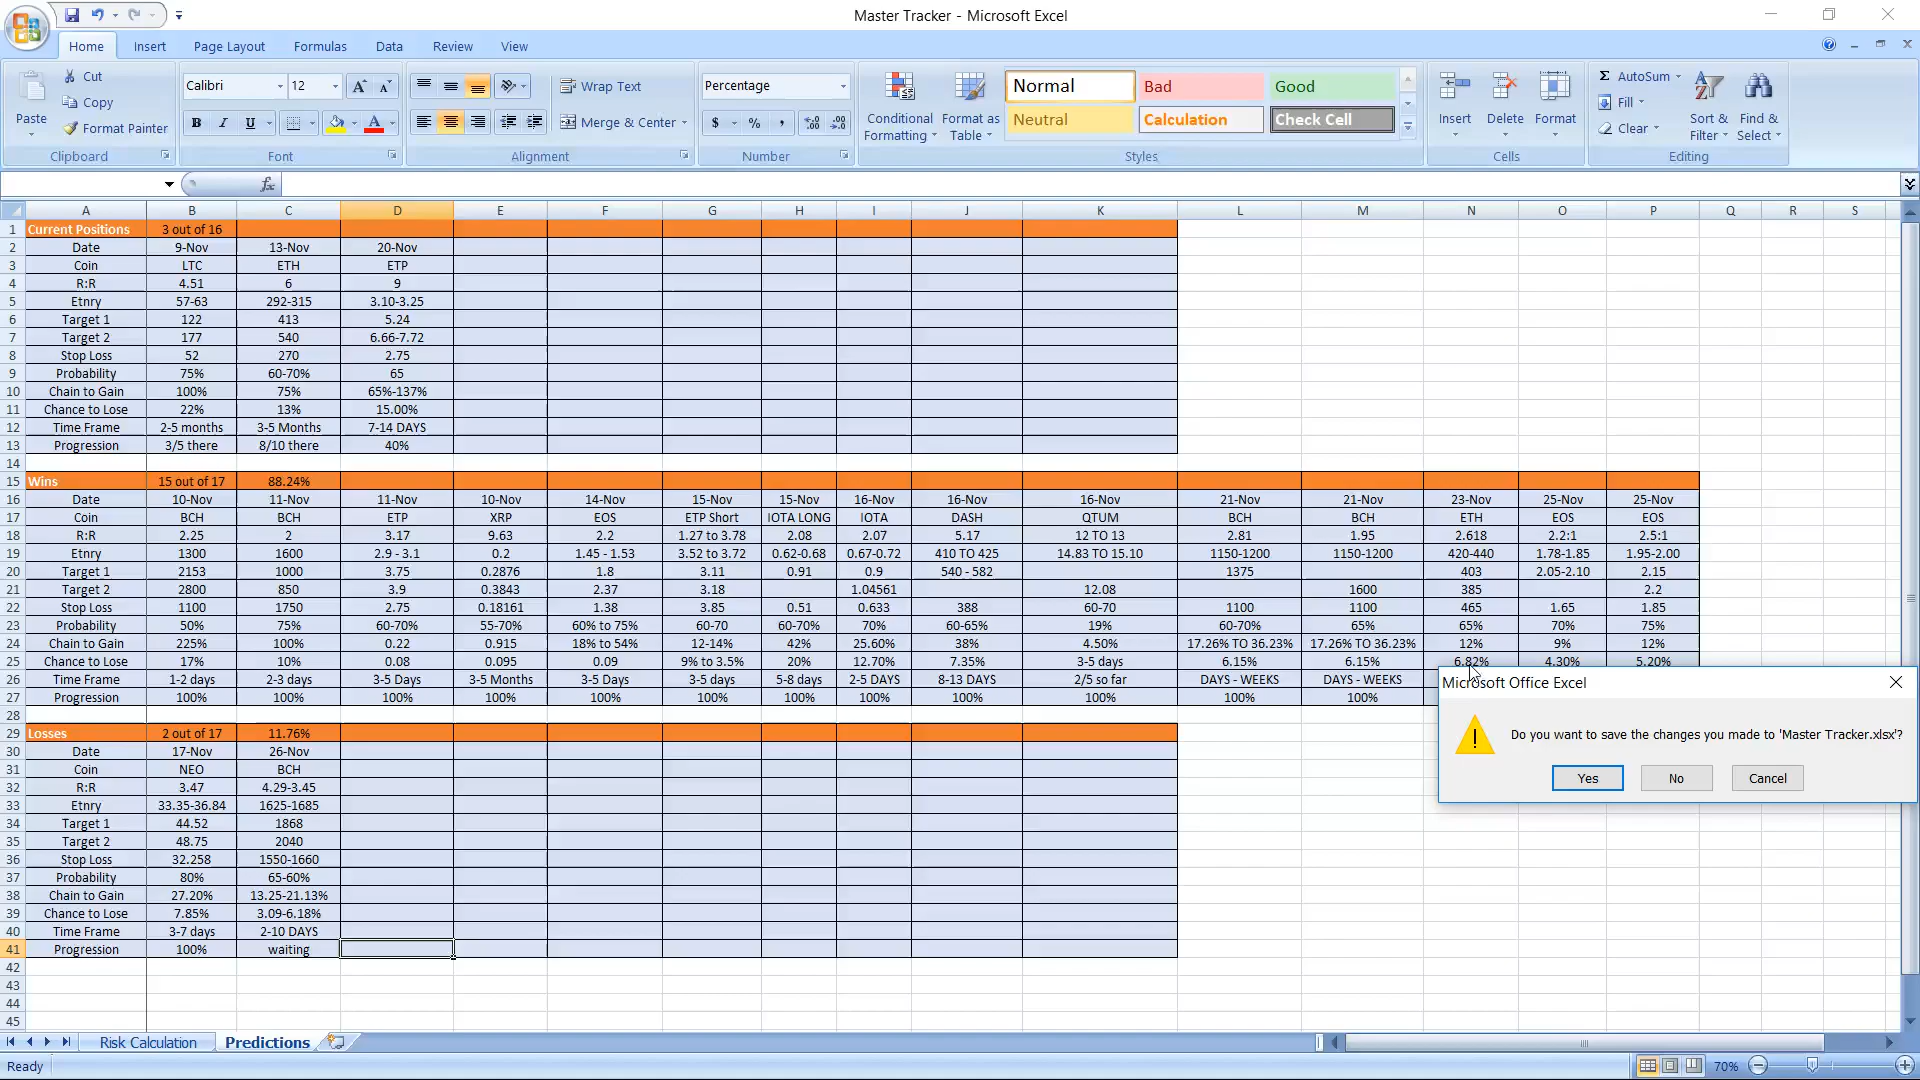 Master Tracker - Microsoft Excel
Home Insert Page Layout Formulas Data Review View
Paste Cut Copy Format Painter Clipboard
Calibri 12 B I U Font
Wrap Text Merge & Center Alignment
Percentage $ % , Number
Conditional Formatting Format as Table Normal Bad Good Neutral Calculation Check Cell Styles
Insert Delete Format Cells
Σ AutoSum Fill Clear Sort & Filter Find & Select Editing
fx
A B C D E F G H I J K L M N O P Q R S
1 Current Positions 3 out of 16
2 Date 9-Nov 13-Nov 20-Nov
3 Coin LTC ETH ETP
4 R:R 4.51 6 9
5 Etnry 57-63 292-315 3.10-3.25
6 Target 1 122 413 5.24
7 Target 2 177 540 6.66-7.72
8 Stop Loss 52 270 2.75
9 Probability 75% 60-70% 65
10 Chain to Gain 100% 75% 65%-137%
11 Chance to Lose 22% 13% 15.00%
12 Time Frame 2-5 months 3-5 Months 7-14 DAYS
13 Progression 3/5 there 8/10 there 40%
14
15 Wins 15 out of 17 88.24%
16 Date 10-Nov 11-Nov 11-Nov 10-Nov 14-Nov 15-Nov 15-Nov 16-Nov 16-Nov 16-Nov 21-Nov 21-Nov 23-Nov 25-Nov 25-Nov
17 Coin BCH BCH ETP XRP EOS ETP Short IOTA LONG IOTA DASH QTUM BCH BCH ETH EOS EOS
18 R:R 2.25 2 3.17 9.63 2.2 1.27 to 3.78 2.08 2.07 5.17 12 TO 13 2.81 1.95 2.618 2.2:1 2.5:1
19 Etnry 1300 1600 2.9 - 3.1 0.2 1.45 - 1.53 3.52 to 3.72 0.62-0.68 0.67-0.72 410 TO 425 14.83 TO 15.10 1150-1200 1150-1200 420-440 1.78-1.85 1.95-2.00
20 Target 1 2153 1000 3.75 0.2876 1.8 3.11 0.91 0.9 540 - 582 1375 403 2.05-2.10 2.15
21 Target 2 2800 850 3.9 0.3843 2.37 3.18 1.04561 12.08 1600 385 2.2
22 Stop Loss 1100 1750 2.75 0.18161 1.38 3.85 0.51 0.633 388 60-70 1100 1100 465 1.65 1.85
23 Probability 50% 75% 60-70% 55-70% 60% to 75% 60-70 60-70% 70% 60-65% 19% 60-70% 65% 65% 70% 75%
24 Chain to Gain 225% 100% 0.22 0.915 18% to 54% 12-14% 42% 25.60% 38% 4.50% 17.26% TO 36.23% 17.26% TO 36.23% 12% 9% 12%
25 Chance to Lose 17% 10% 0.08 0.095 0.09 9% to 3.5% 20% 12.70% 7.35% 3-5 days 6.15% 6.15% 6.82% 4.30% 5.20%
26 Time Frame 1-2 days 2-3 days 3-5 Days 3-5 Months 3-5 Days 3-5 days 5-8 days 2-5 DAYS 8-13 DAYS 2/5 so far DAYS - WEEKS DAYS - WEEKS
27 Progression 100% 100% 100% 100% 100% 100% 100% 100% 100% 100% 100% 100%
28
29 Losses 2 out of 17 11.76%
30 Date 17-Nov 26-Nov
31 Coin NEO BCH
32 R:R 3.47 4.29-3.45
33 Etnry 33.35-36.84 1625-1685
34 Target 1 44.52 1868
35 Target 2 48.75 2040
36 Stop Loss 32.258 1550-1660
37 Probability 80% 65-60%
38 Chain to Gain 27.20% 13.25-21.13%
39 Chance to Lose 7.85% 3.09-6.18%
40 Time Frame 3-7 days 2-10 DAYS
41 Progression 100% waiting
42
43
44
45
Microsoft Office Excel
Do you want to save the changes you made to 'Master Tracker.xlsx'?
Yes No Cancel
Risk Calculation Predictions
Ready 70%